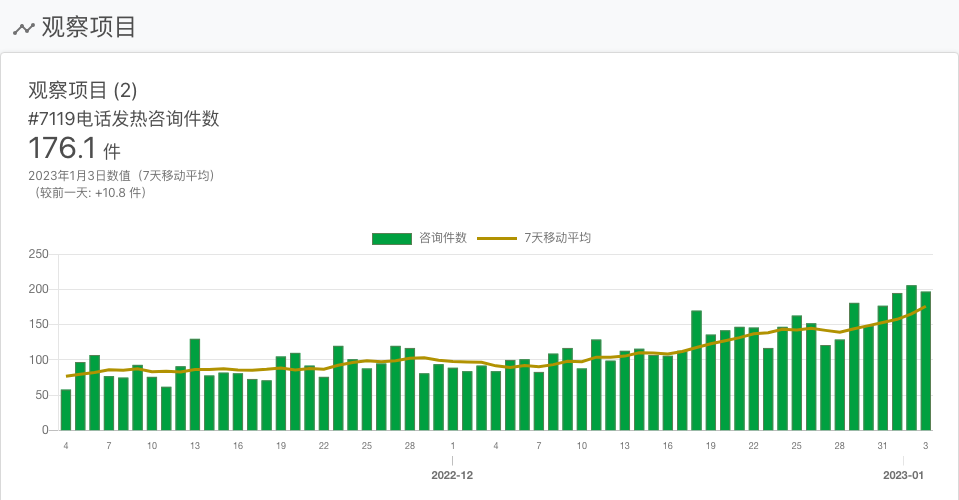 观察项目
观察项目 (2)
#7119电话发热咨询件数
176.1 件
2023年1月3日数值（7天移动平均）
（较前一天: +10.8 件）
咨询件数 7天移动平均
250
200
150
100
50
0
4 7 10 13 16 19 22 25 28 1 4 7 10 13 16 19 22 25 28 31 3
2022-12 2023-01